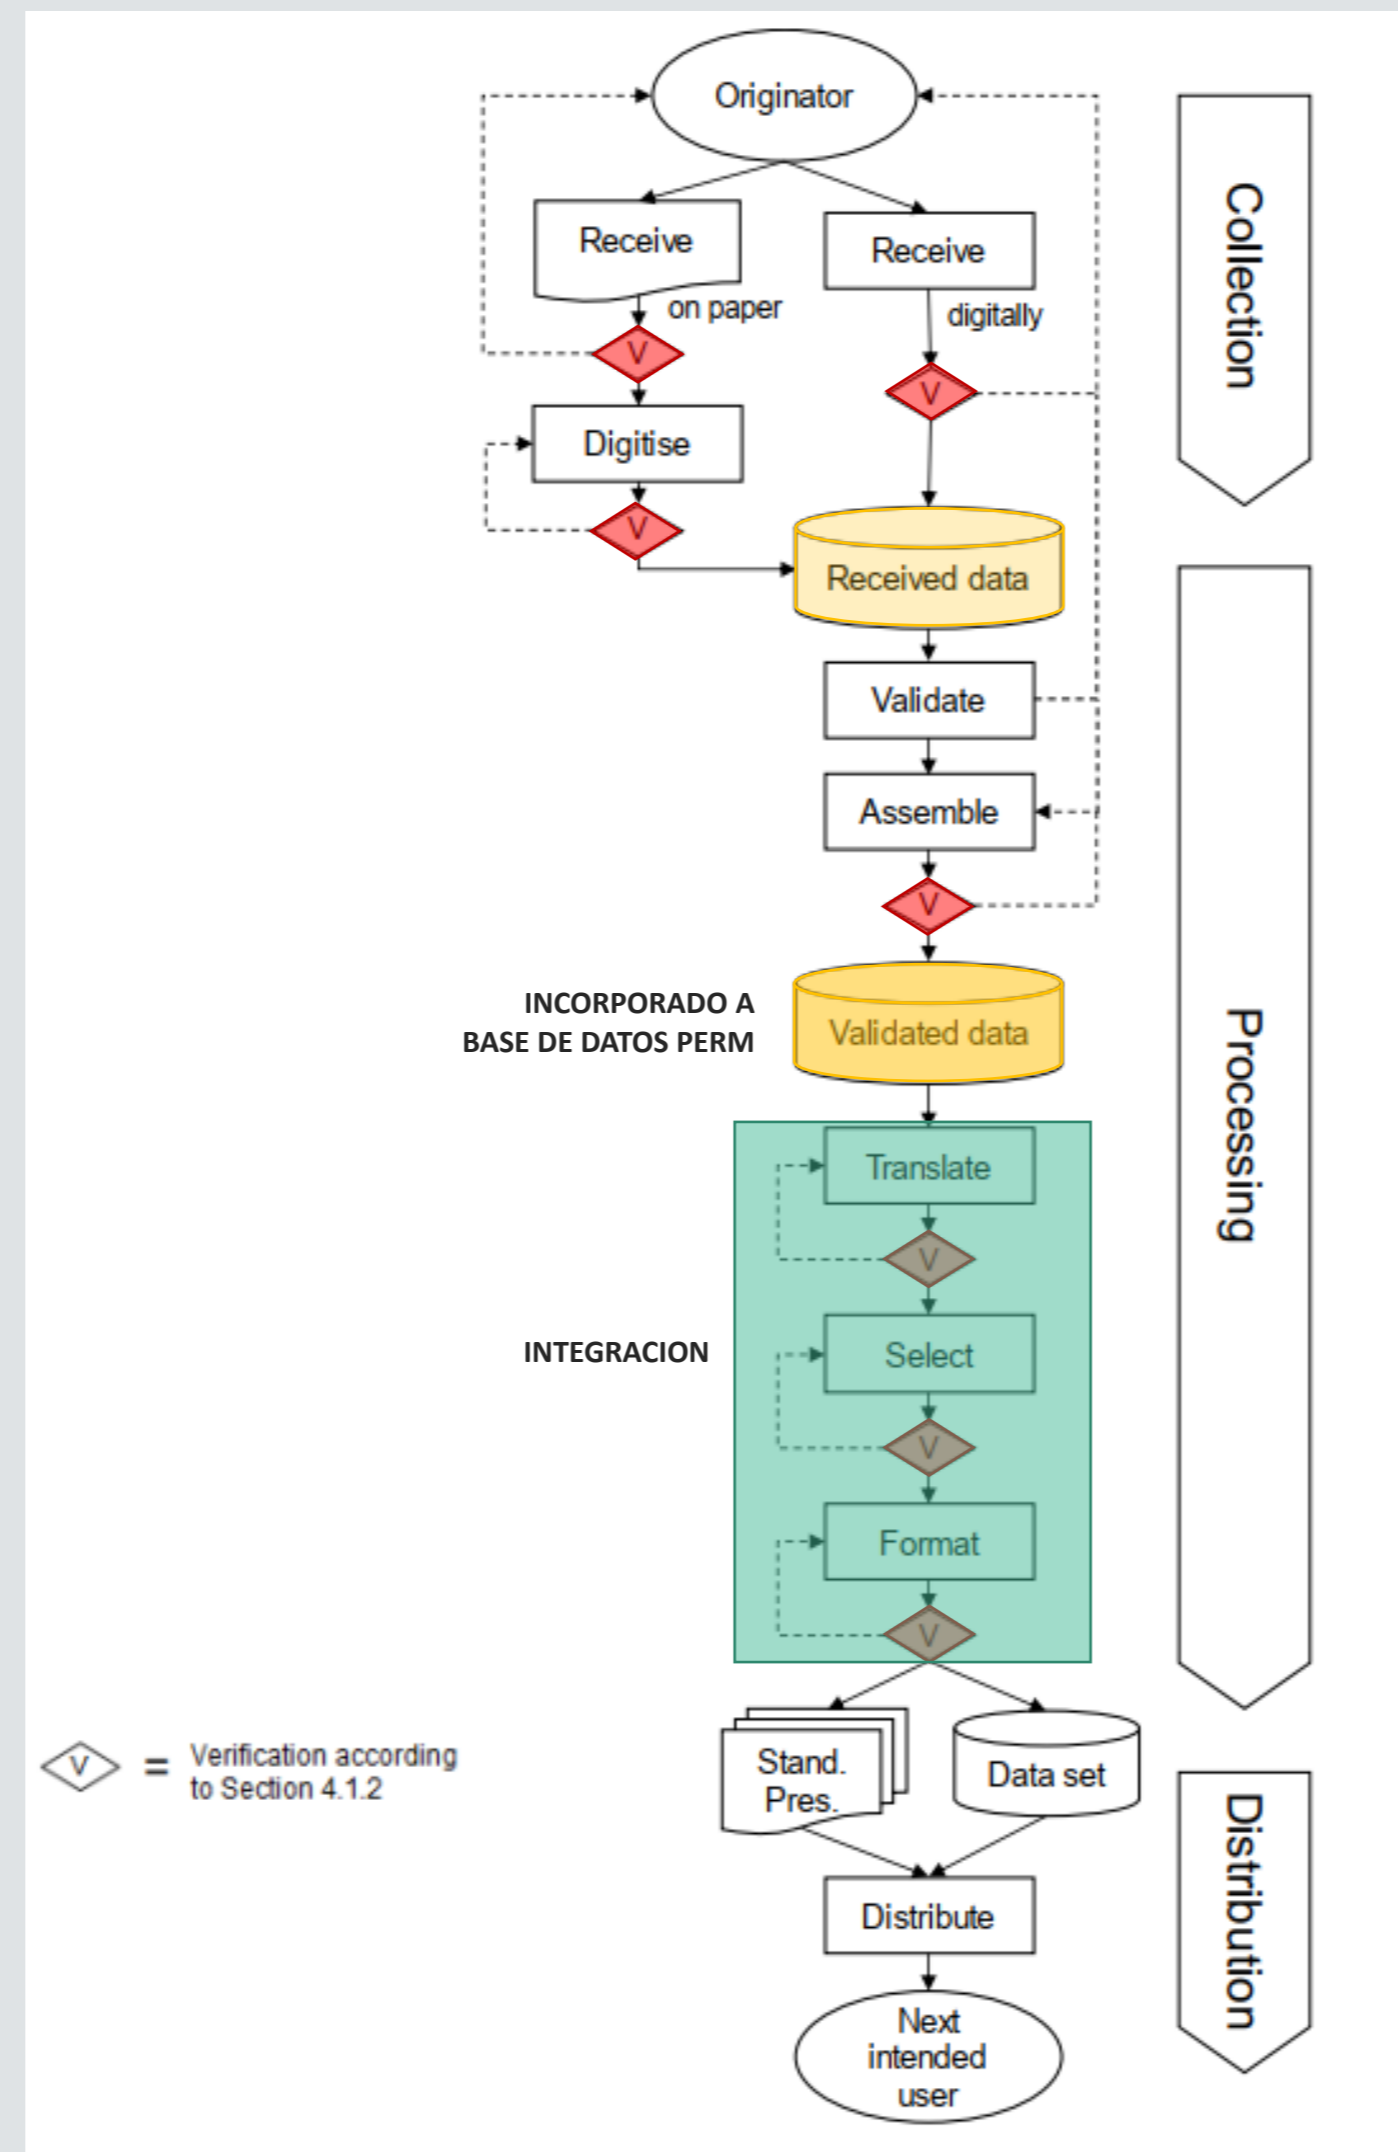 Originator
Receive
Receive
on paper
digitally
V
V
Digitise
V
Received data
Validate
Assemble
V
INCORPORADO A
BASE DE DATOS PERM
Validated data
Translate
V
INTEGRACION
Select
V
Format
V
Stand.
Pres.
Data set
V
=
Verification according
to Section 4.1.2
Distribute
Next
intended
user
Collection
Processing
Distribution